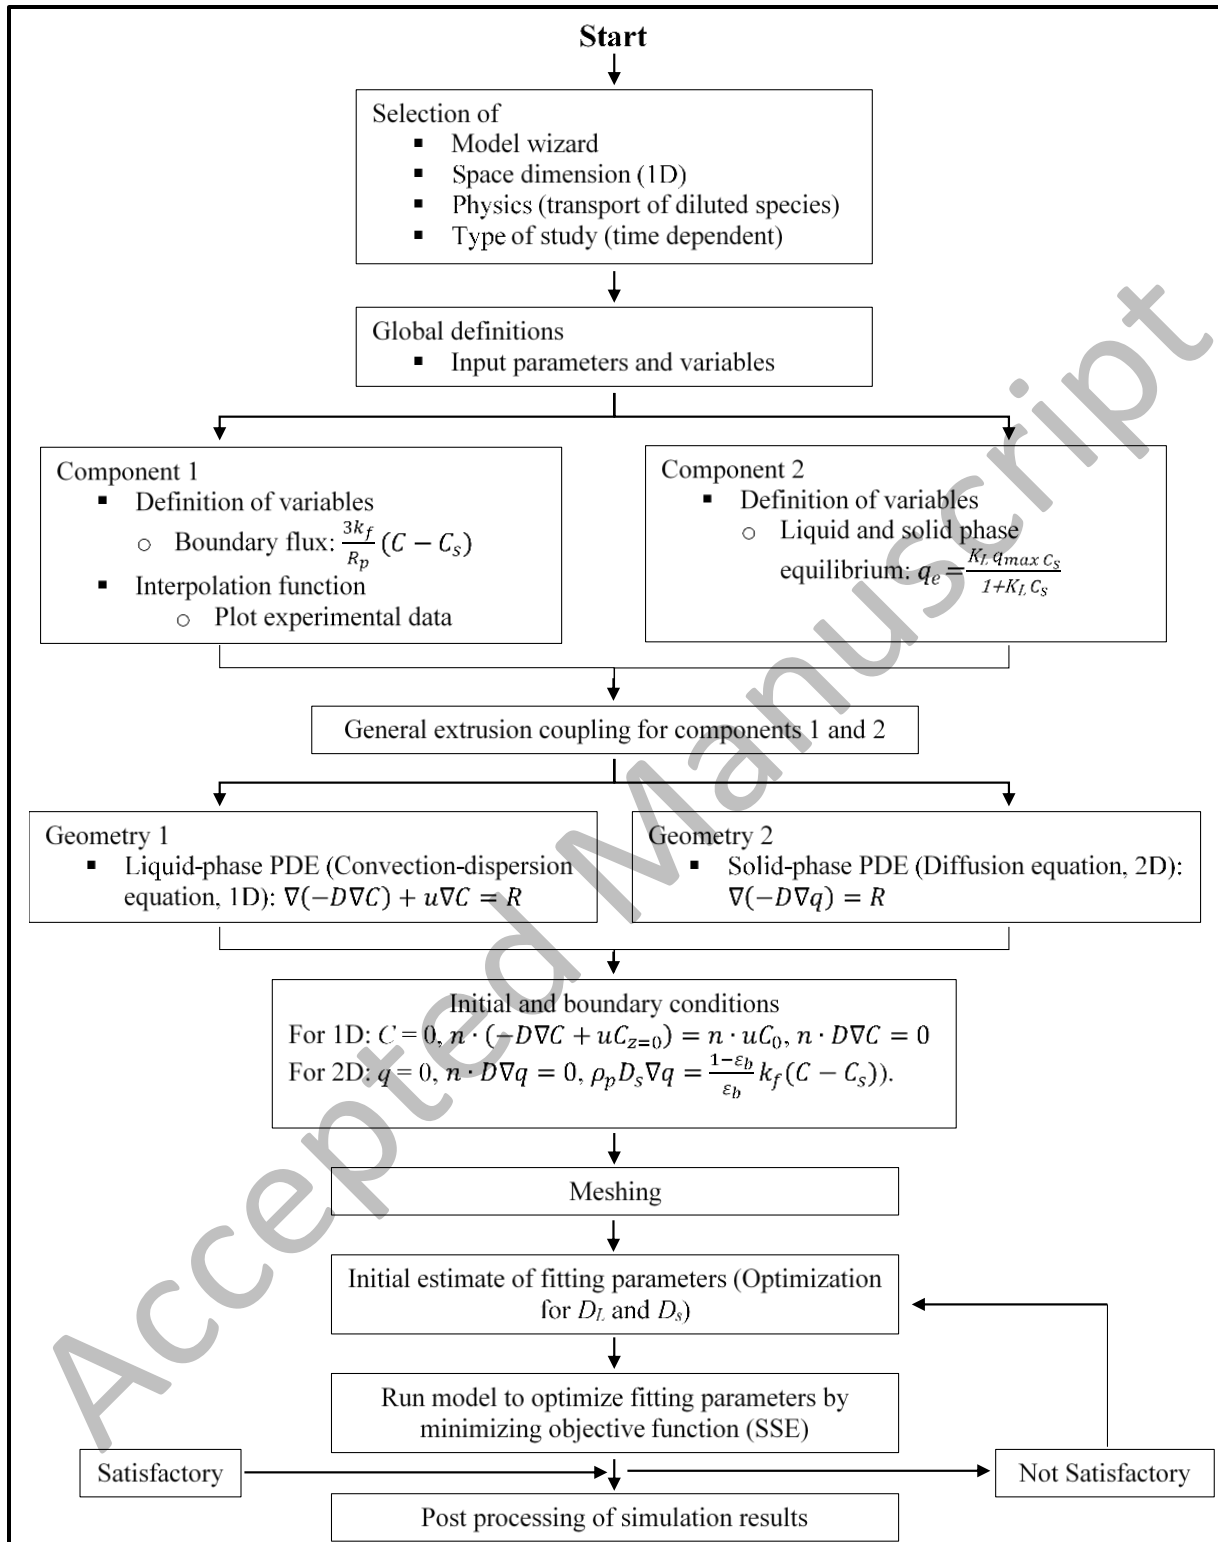 Start
Selection of
▪ Model wizard
▪ Space dimension (1D)
▪ Physics (transport of diluted species)
▪ Type of study (time dependent)
Global definitions
▪ Input parameters and variables
Component 1
▪ Definition of variables
○ Boundary flux: \frac{3k_f}{R_p}(C − C_s)
▪ Interpolation function
○ Plot experimental data
Component 2
▪ Definition of variables
○ Liquid and solid phase
equilibrium: q_e = \frac{K_L q_{max} C_s}{1+K_L C_s}
General extrusion coupling for components 1 and 2
Geometry 1
▪ Liquid-phase PDE (Convection-dispersion
equation, 1D): ∇(−D∇C) + u∇C = R
Geometry 2
▪ Solid-phase PDE (Diffusion equation, 2D):
∇(−D∇q) = R
Initial and boundary conditions
For 1D: C = 0, n · (−D∇C + uC_{z=0}) = n · uC_0, n · D∇C = 0
For 2D: q = 0, n · D∇q = 0, ρ_p D_s ∇q = \frac{1−ε_b}{ε_b} k_f(C − C_s)).
Meshing
Initial estimate of fitting parameters (Optimization
for D_L and D_s)
Run model to optimize fitting parameters by
minimizing objective function (SSE)
Satisfactory
Not Satisfactory
Post processing of simulation results
Accepted Manuscript